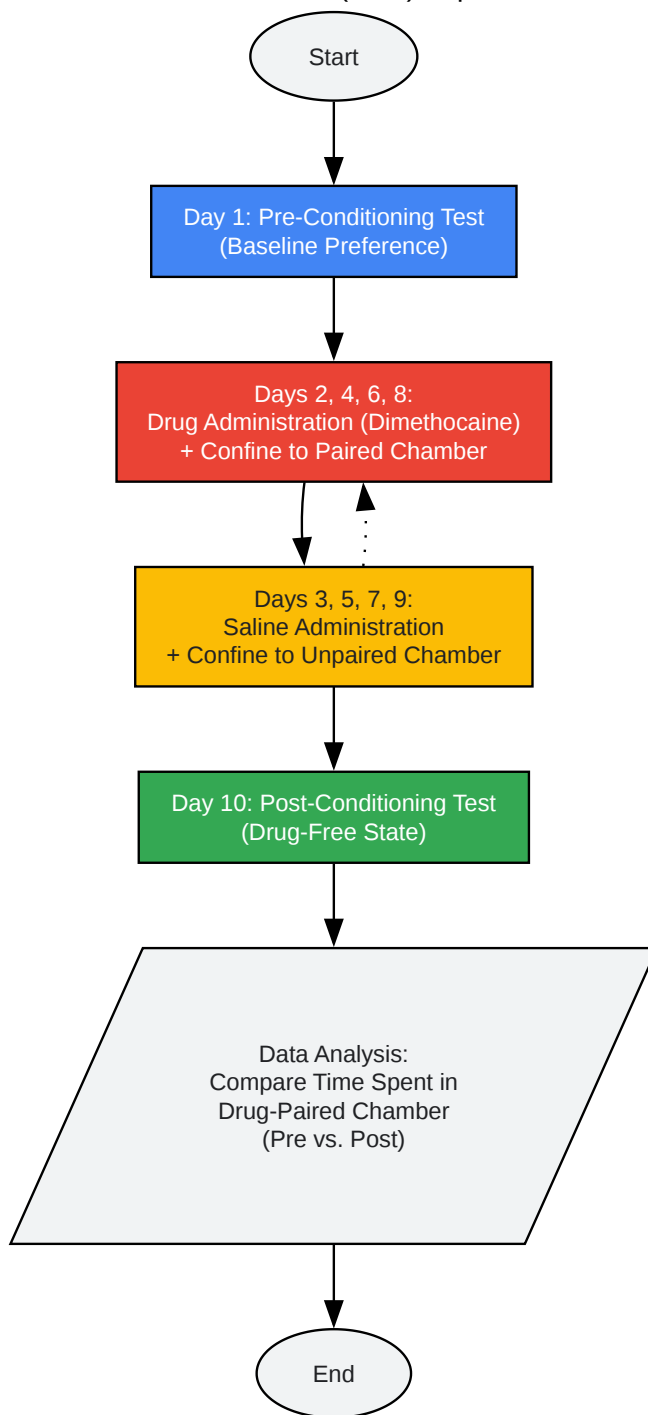 Start
Day 1: Pre-Conditioning Test
(Baseline Preference)
Days 2, 4, 6, 8:
Drug Administration (Dimethocaine)
+ Confine to Paired Chamber
Days 3, 5, 7, 9:
Saline Administration
+ Confine to Unpaired Chamber
Day 10: Post-Conditioning Test
(Drug-Free State)
Data Analysis:
Compare Time Spent in
Drug-Paired Chamber
(Pre vs. Post)
End